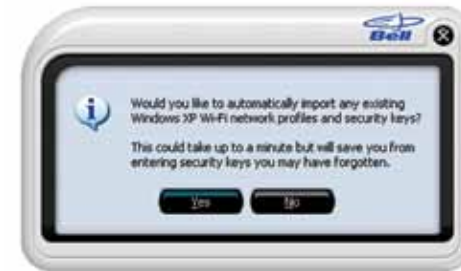 Bell
Would you like to automatically import any existing
Windows XP Wi-Fi network profiles and security keys?
This could take up to a minute but will save you from
entering security keys you may have forgotten.
Yes
No